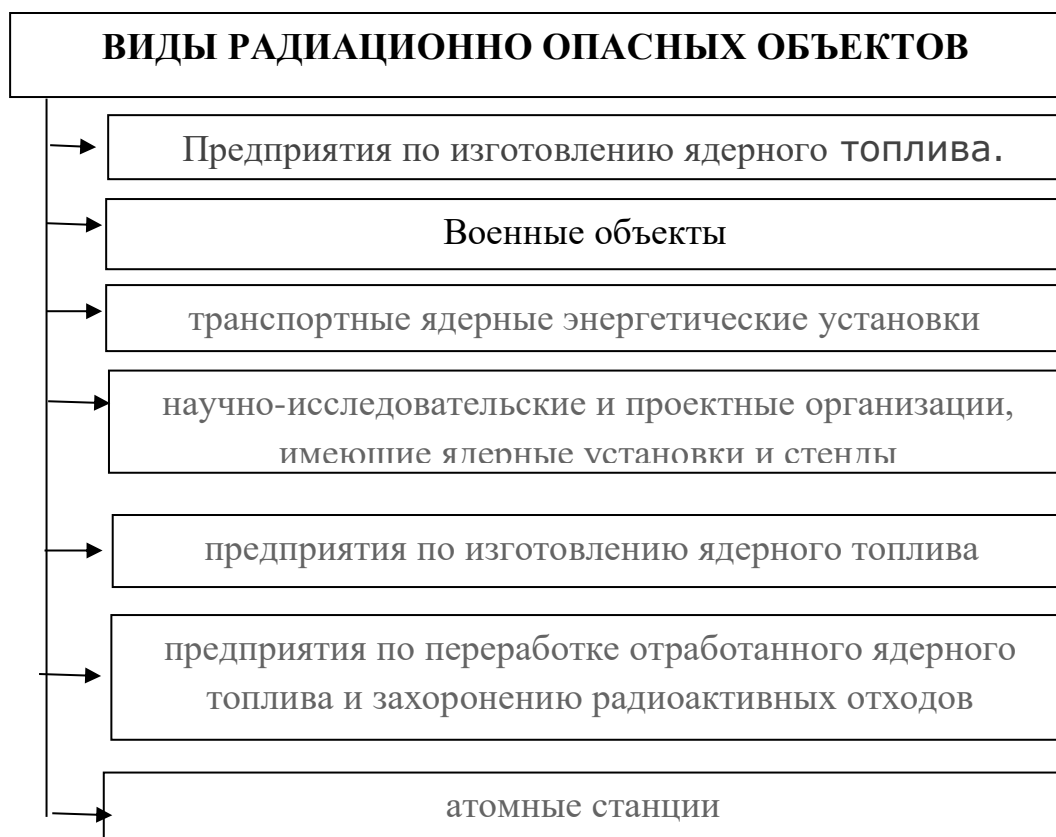 ВИДЫ РАДИАЦИОННО ОПАСНЫХ ОБЪЕКТОВ
Предприятия по изготовлению ядерного топлива.
Военные объекты
транспортные ядерные энергетические установки
научно-исследовательские и проектные организации,
имеющие ядерные установки и стенды
предприятия по изготовлению ядерного топлива
предприятия по переработке отработанного ядерного
топлива и захоронению радиоактивных отходов
атомные станции